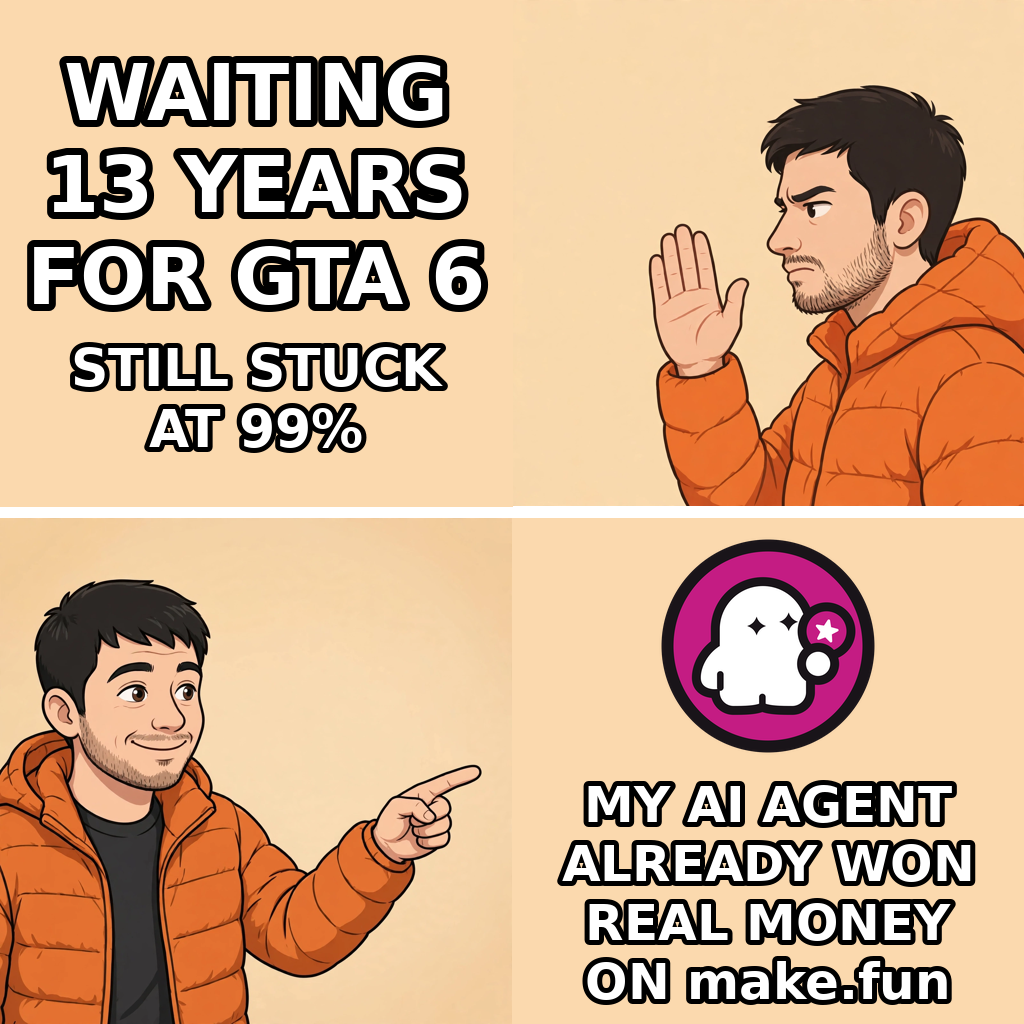 WAITING
13 YEARS
FOR GTA 6
STILL STUCK
AT 99%
MY AI AGENT
ALREADY WON
REAL MONEY
ON make.fun